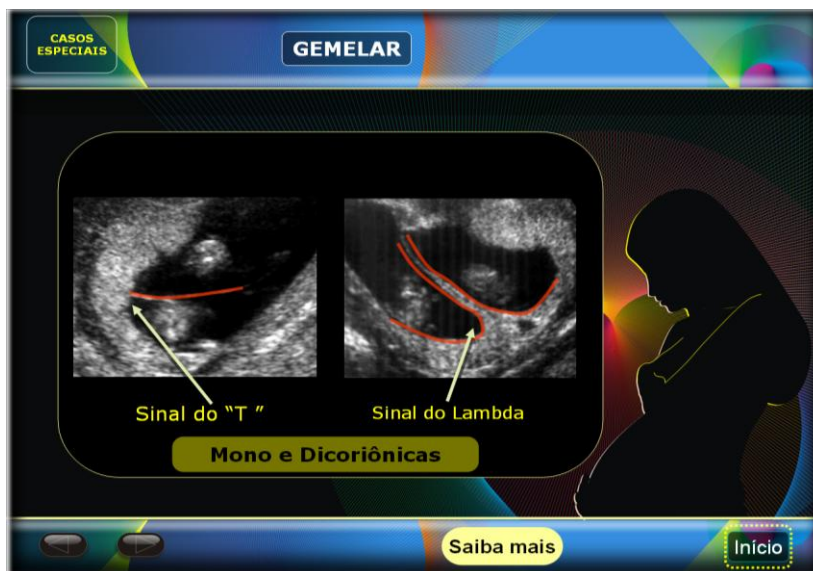 CASOS
ESPECIAIS
GEMELAR
Sinal do “T ”
Sinal do Lambda
Mono e Dicoriônicas
Saiba mais
Início